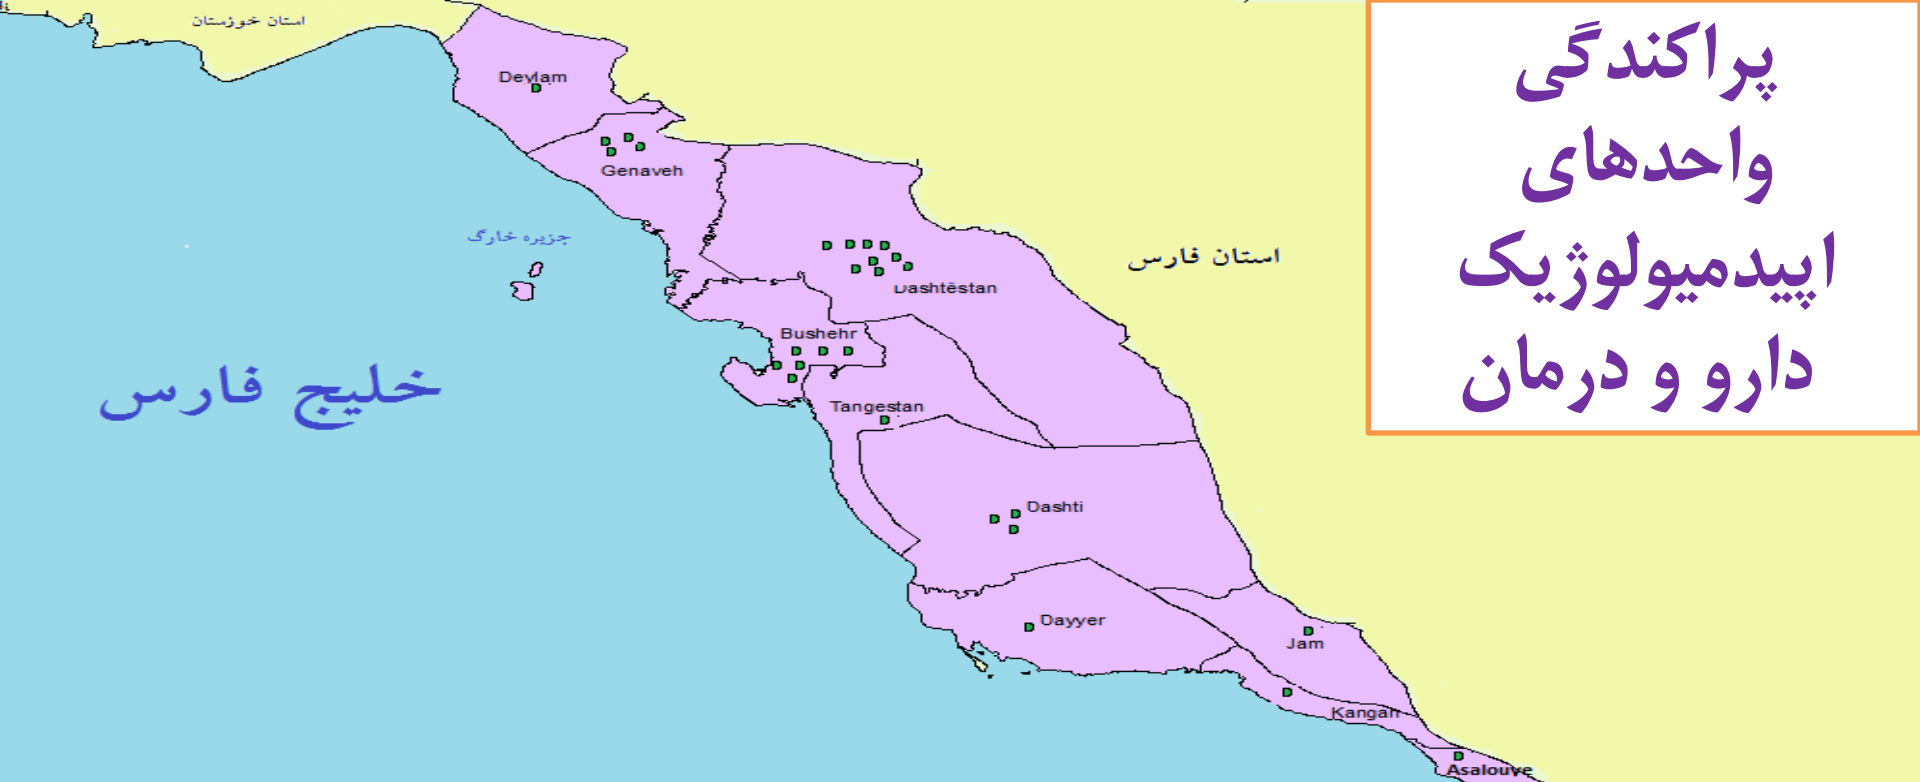 استان خوزستان
پراکندگی
واحدهای
اپیدمیولوژیک
دارو و درمان
Deylam
Genaveh
جزیره خارگ
استان فارس
Dashtestan
Bushehr
خلیج فارس
Tangestan
Dashti
Dayyer
Jam
Kangan
Asalouye